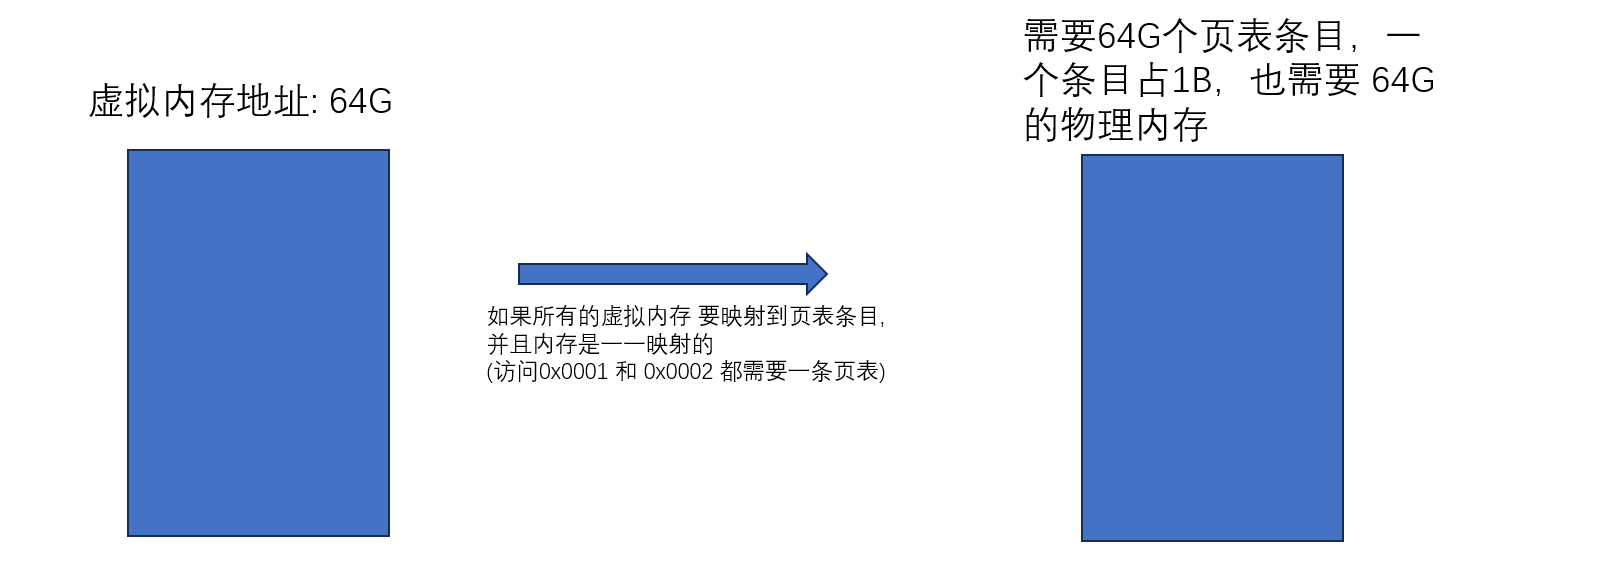 虚拟内存地址: 64G
需要64G个页表条目，一
个条目占1B，也需要 64G
的物理内存
如果所有的虚拟内存 要映射到页表条目,
并且内存是一一映射的
(访问0x0001 和 0x0002 都需要一条页表)